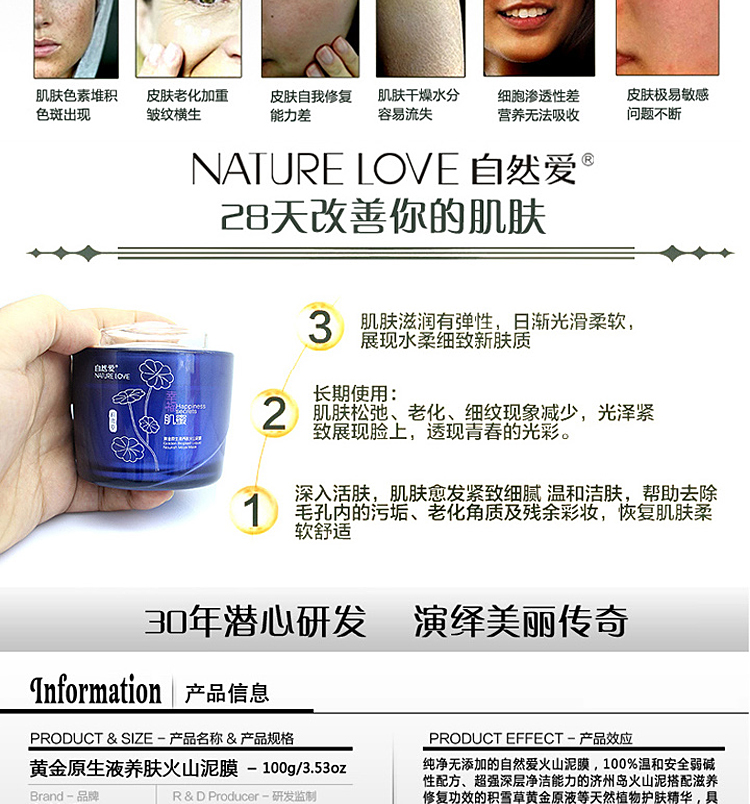 肌肤色素堆积
色斑出现
皮肤老化加重
皱纹横生
皮肤自我修复
能力差
肌肤干燥水分
容易流失
细胞渗透性差
营养无法吸收
皮肤极易敏感
问题不断
NATURE LOVE 自然爱®
28天改善你的肌肤
3
肌肤滋润有弹性，日渐光滑柔软，
展现水柔细致新肤质
自然爱®
NATURE LOVE
Happiness
secrets
肌蜜
2
长期使用：
肌肤松弛、老化、细纹现象减少，光泽紧
致展现脸上，透现青春的光彩。
1
深入活肤，肌肤愈发紧致细腻 温和洁肤，帮助去除
毛孔内的污垢、老化角质及残余彩妆，恢复肌肤柔
软舒适
30年潜心研发 演绎美丽传奇
Information 产品信息
PRODUCT & SIZE – 产品名称 & 产品规格
黄金原生液养肤火山泥膜 – 100g/3.53oz
Brand – 品牌
R & D Producer – 研发监制
PRODUCT EFFECT – 产品效应
纯净无添加的自然爱火山泥膜，100%温和安全弱碱
性配方、超强深层净洁能力的济州岛火山泥搭配滋养
修复功效的积雪草黄金原液等天然植物护肤精华，具